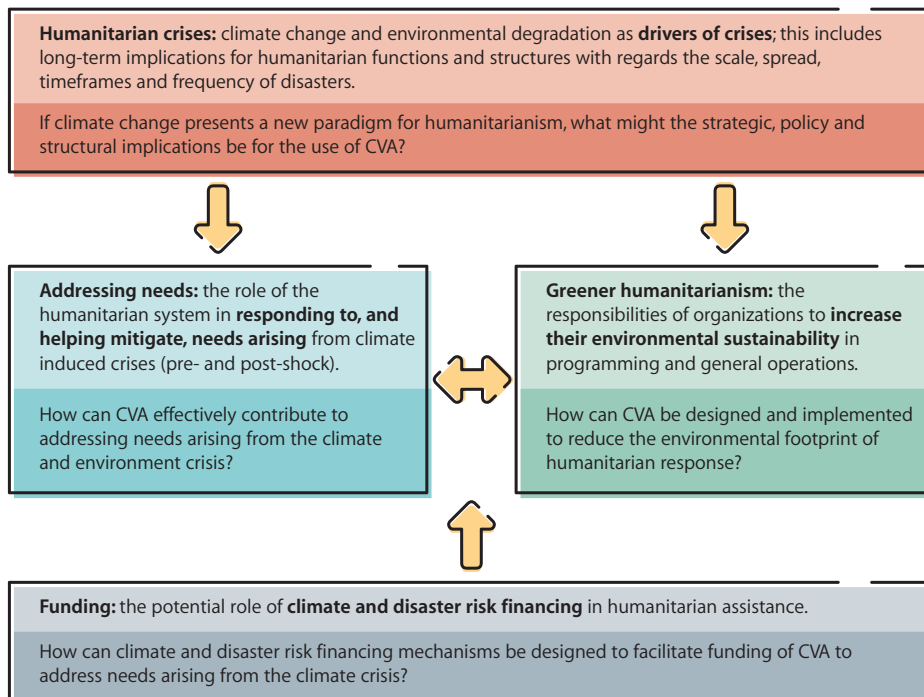 Humanitarian crises: climate change and environmental degradation as drivers of crises; this includes
long-term implications for humanitarian functions and structures with regards the scale, spread,
timeframes and frequency of disasters.
If climate change presents a new paradigm for humanitarianism, what might the strategic, policy and
structural implications be for the use of CVA?
Addressing needs: the role of the
humanitarian system in responding to, and
helping mitigate, needs arising from climate
induced crises (pre- and post-shock).
How can CVA effectively contribute to
addressing needs arising from the climate
and environment crisis?
Greener humanitarianism: the
responsibilities of organizations to increase
their environmental sustainability in
programming and general operations.
How can CVA be designed and implemented
to reduce the environmental footprint of
humanitarian response?
Funding: the potential role of climate and disaster risk financing in humanitarian assistance.
How can climate and disaster risk financing mechanisms be designed to facilitate funding of CVA to
address needs arising from the climate crisis?